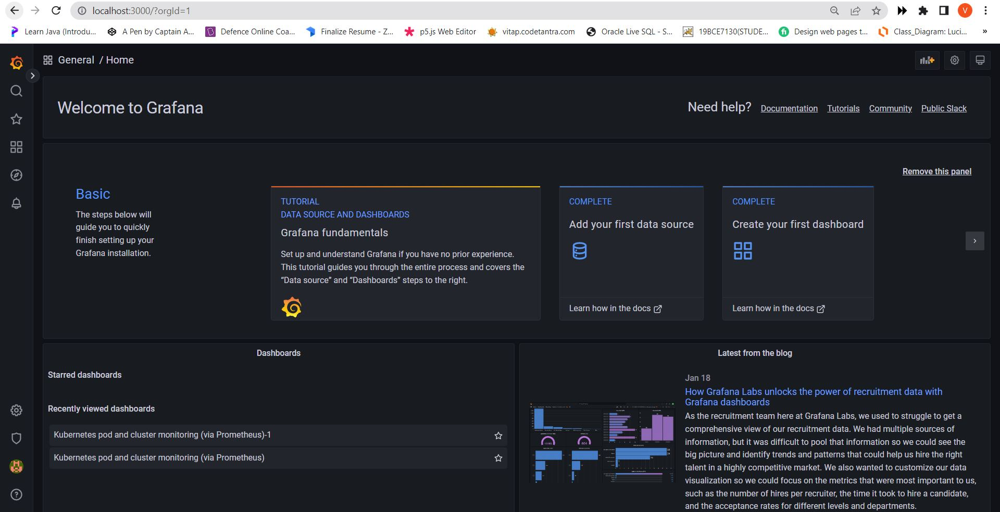 localhost:3000/?orgId=1
V
Learn Java (Introdu...
A Pen by Captain A...
Defence Online Coa...
Finalize Resume - Z...
p5.js Web Editor
vitap.codetantra.com
Oracle Live SQL - S...
19BCE7130(STUDE...
Design web pages t...
Class_Diagram: Luci...
»
General / Home
Welcome to Grafana
Need help?
Documentation
Tutorials
Community
Public Slack
Remove this panel
Basic
The steps below will
guide you to quickly
finish setting up your
Grafana installation.
TUTORIAL
DATA SOURCE AND DASHBOARDS
Grafana fundamentals
Set up and understand Grafana if you have no prior experience.
This tutorial guides you through the entire process and covers the
“Data source” and “Dashboards” steps to the right.
COMPLETE
Add your first data source
Learn how in the docs
COMPLETE
Create your first dashboard
Learn how in the docs
Dashboards
Starred dashboards
Recently viewed dashboards
Kubernetes pod and cluster monitoring (via Prometheus)-1
Kubernetes pod and cluster monitoring (via Prometheus)
Latest from the blog
Jan 18
How Grafana Labs unlocks the power of recruitment data with
Grafana dashboards
As the recruitment team here at Grafana Labs, we used to struggle to get a
comprehensive view of our recruitment data. We had multiple sources of
information, but it was difficult to pool that information so we could see the
big picture and identify trends and patterns that could help us hire the right
talent in a highly competitive market. We also wanted to customize our data
visualization so we could focus on the metrics that were most important to us,
such as the number of hires per recruiter, the time it took to hire a candidate,
and the acceptance rates for different levels and departments.